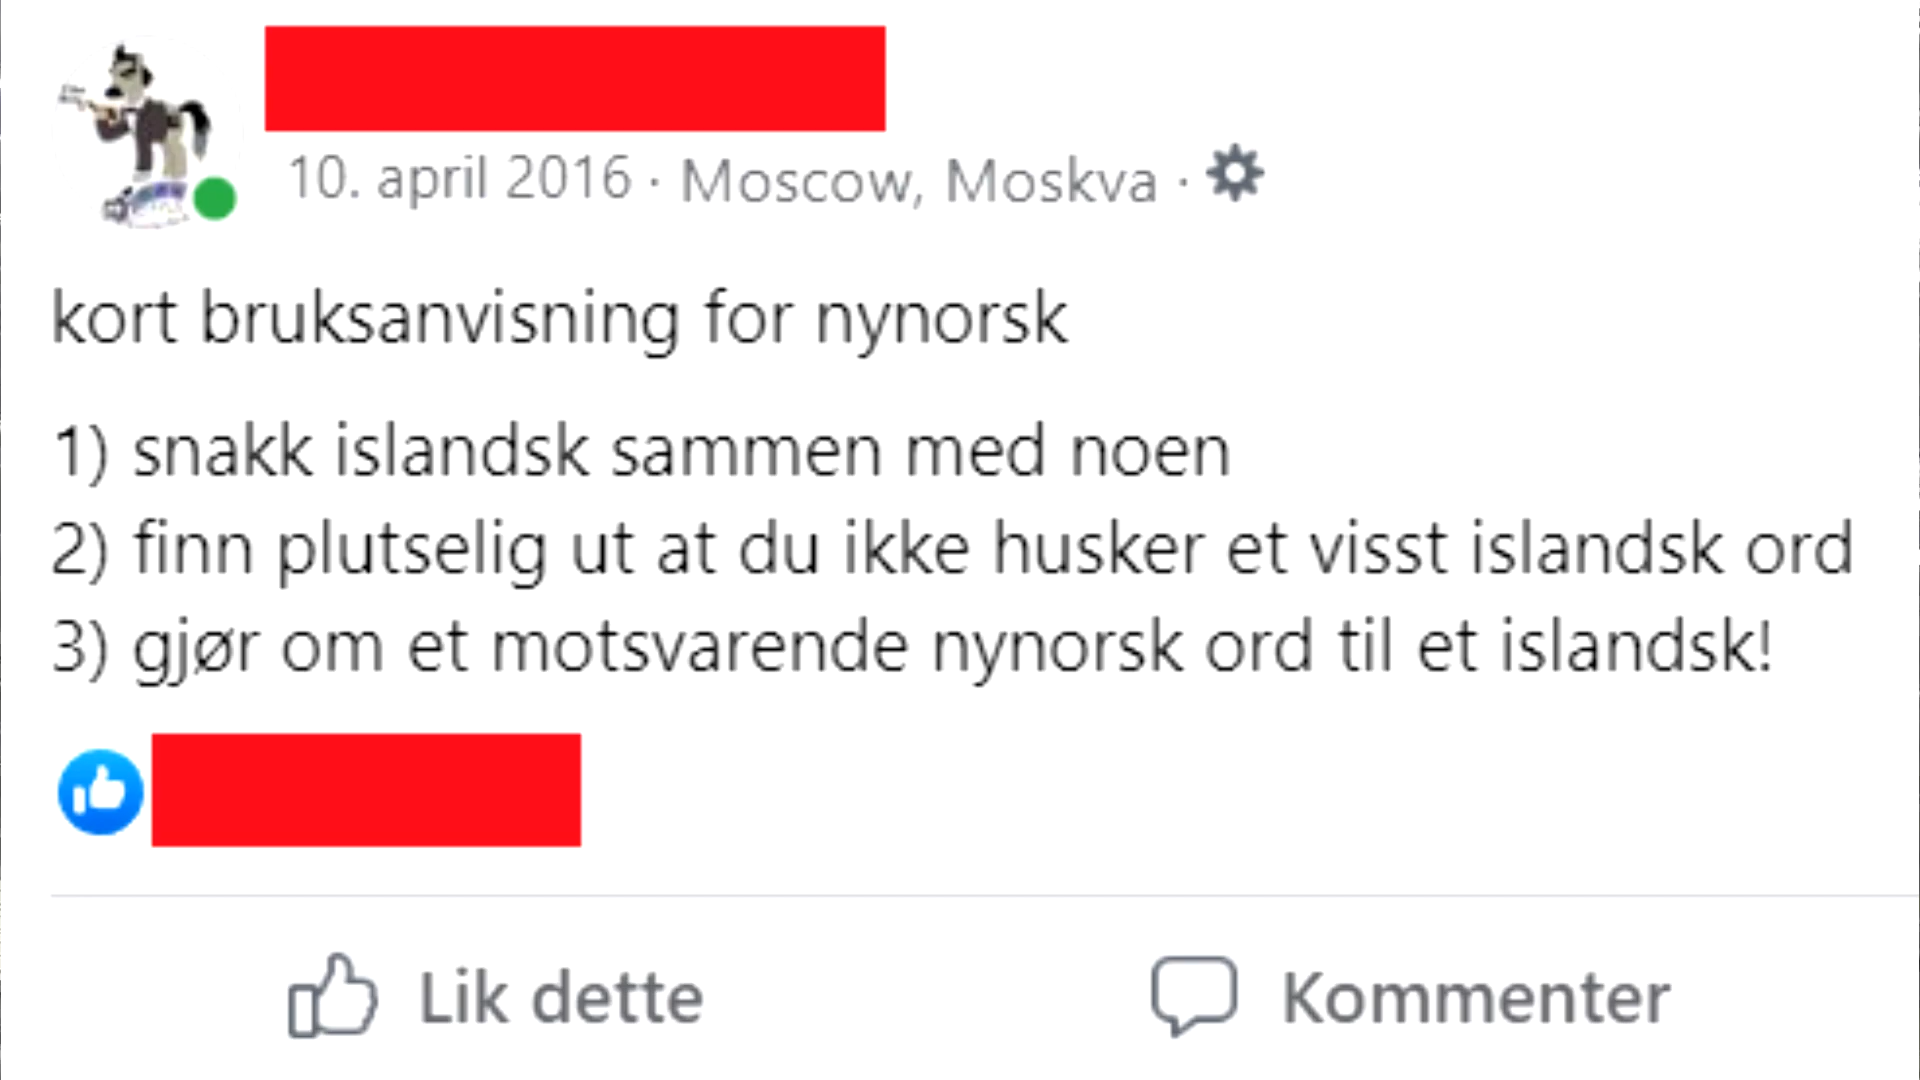 10. april 2016 · Moscow, Moskva ·
kort bruksanvisning for nynorsk
1) snakk islandsk sammen med noen
2) finn plutselig ut at du ikke husker et visst islandsk ord
3) gjør om et motsvarende nynorsk ord til et islandsk!
Lik dette
Kommenter